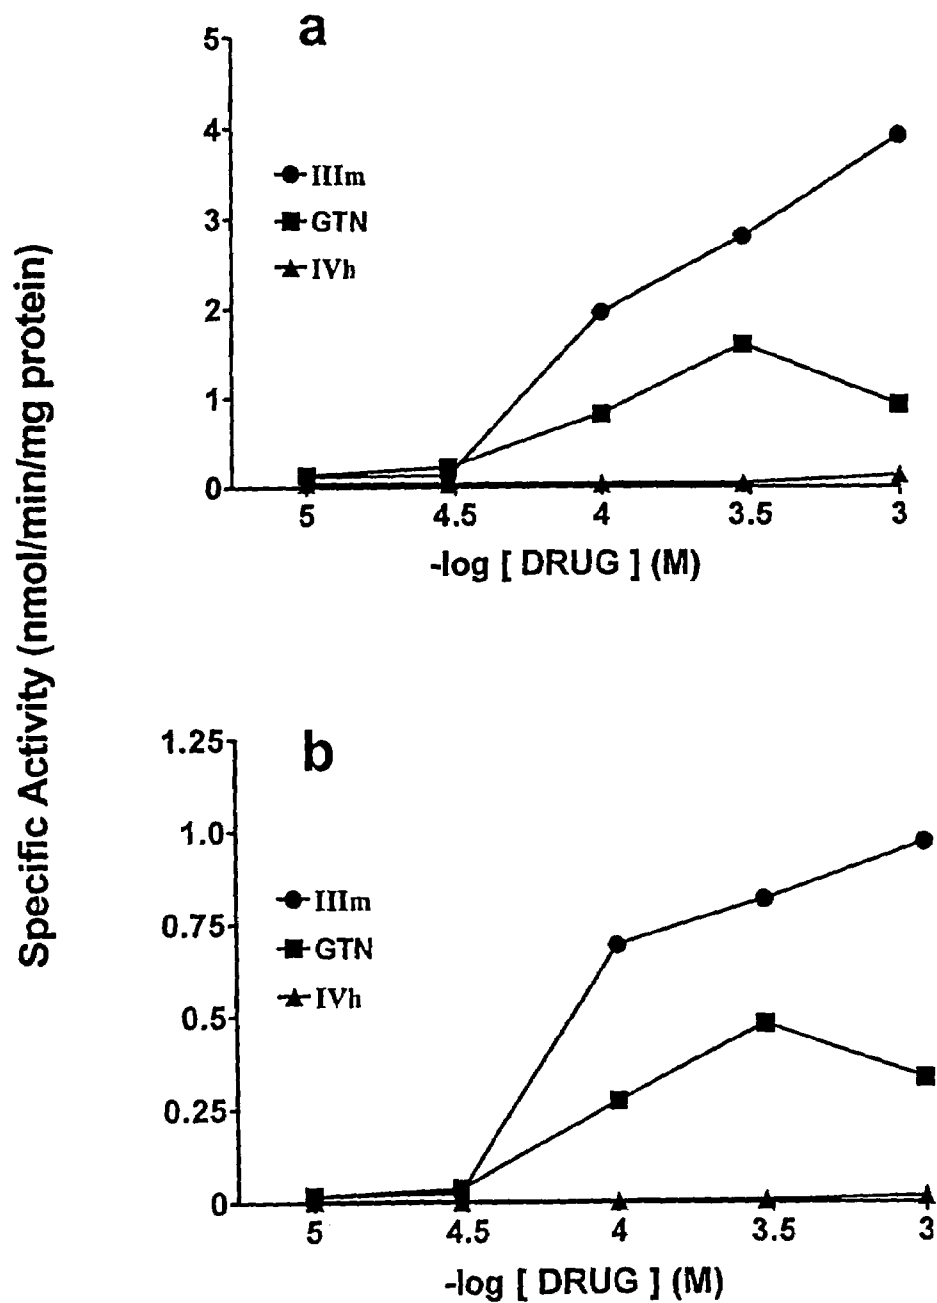 Specific Activity (nmol/min/mg protein)
a
5
4
3
2
1
0
IIIm
GTN
IVh
5 4.5 4 3.5 3
-log [ DRUG ] (M)
b
1.25
1.0
0.75
0.5
0.25
0
IIIm
GTN
IVh
5 4.5 4 3.5 3
-log [ DRUG ] (M)